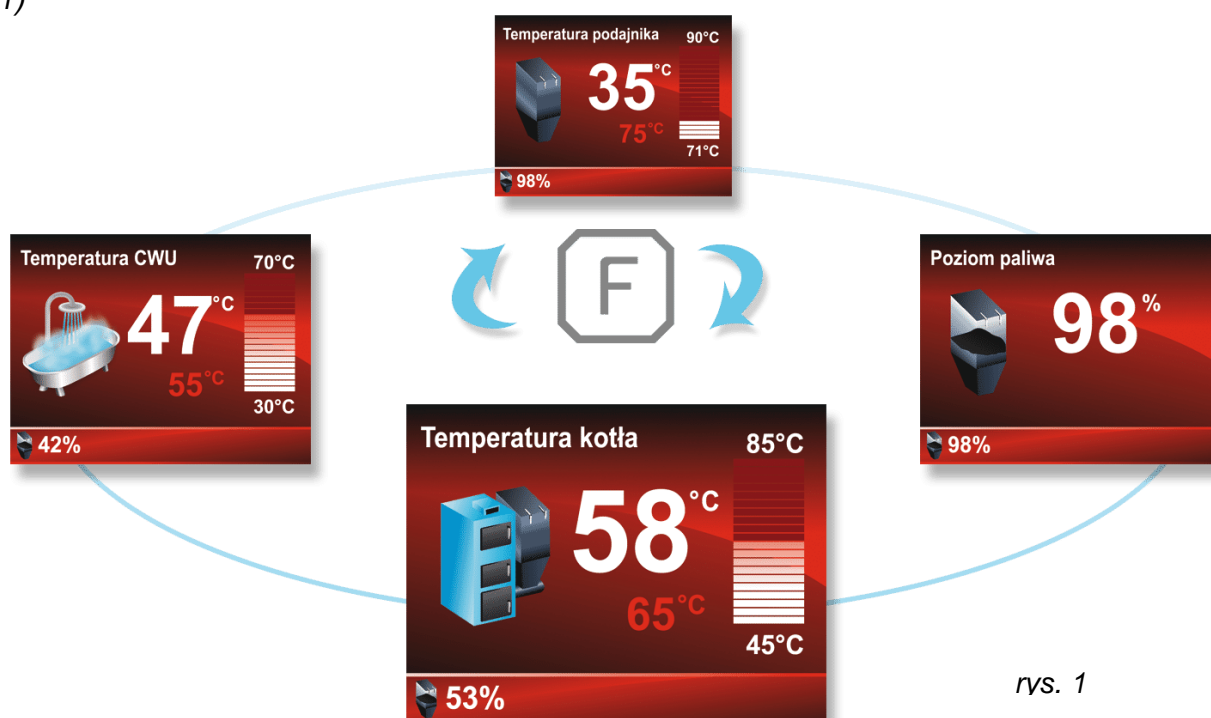 Temperatura podajnika 90°C
35°C
75°C
71°C
98%
Temperatura CWU 70°C
47°C
55°C
30°C
42%
F
Poziom paliwa
98%
98%
Temperatura kotła 85°C
58°C
65°C
45°C
53%
rys. 1